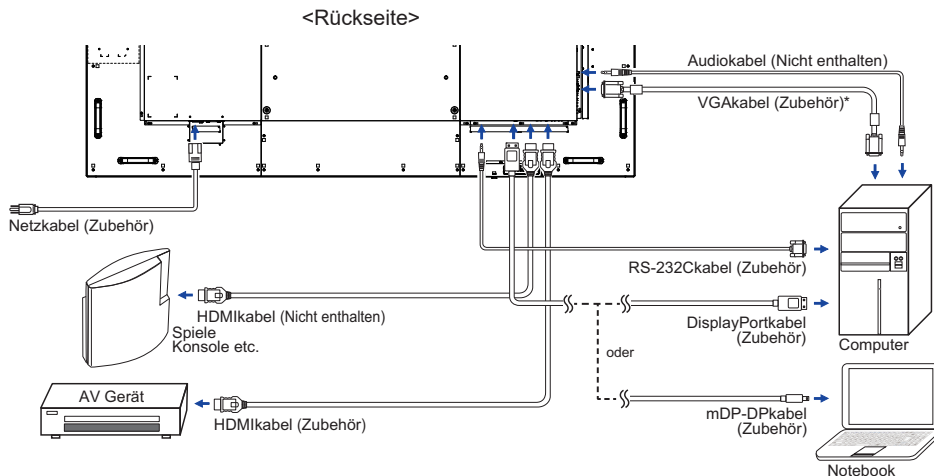 <Rückseite>
Audiokabel (Nicht enthalten)
VGAkabel (Zubehör)*
Netzkabel (Zubehör)
RS-232Ckabel (Zubehör)
HDMIkabel (Nicht enthalten)
Spiele
Konsole etc.
DisplayPortkabel
(Zubehör)
Computer
oder
AV Gerät
HDMIkabel (Zubehör)
mDP-DPkabel
(Zubehör)
Notebook